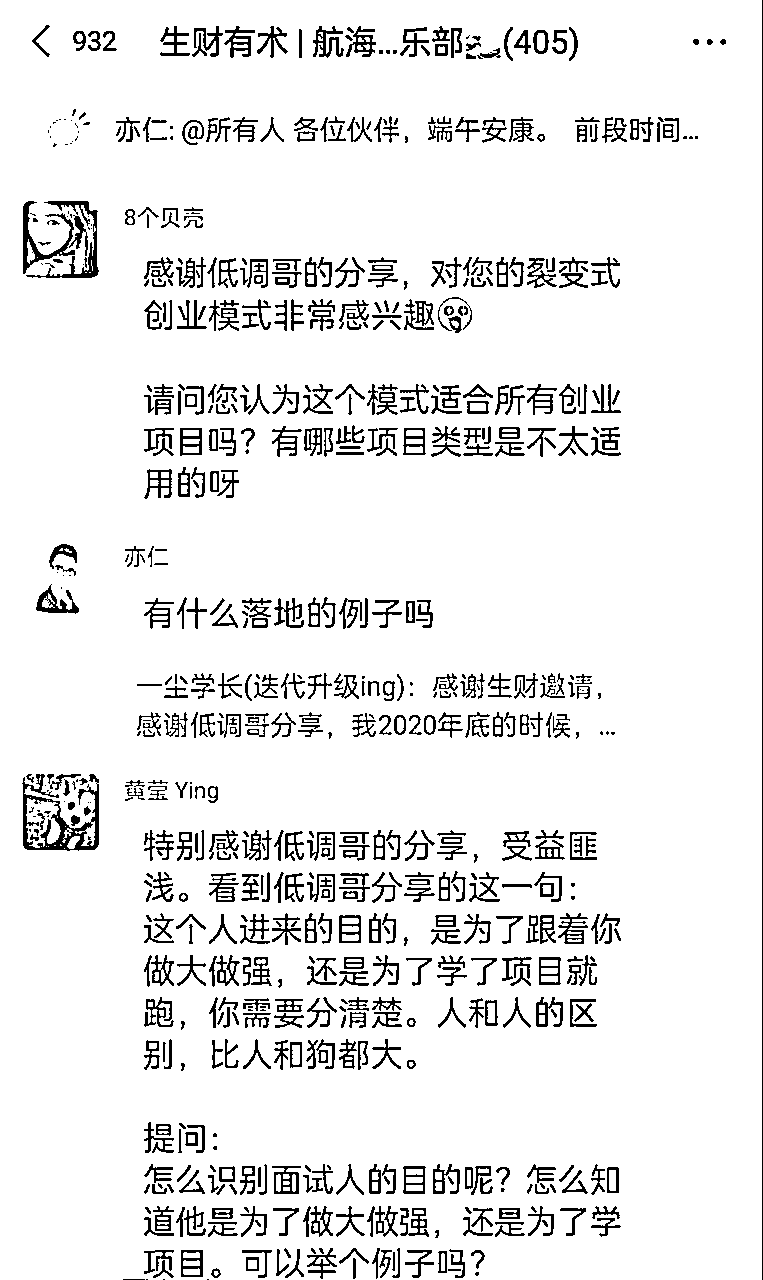 932 生财有术 | 航海...乐部(405)
亦仁: @所有人 各位伙伴，端午安康。 前段时间...
8个贝壳
感谢低调哥的分享，对您的裂变式
创业模式非常感兴趣
请问您认为这个模式适合所有创业
项目吗？有哪些项目类型是不太适
用的呀
亦仁
有什么落地的例子吗
一尘学长(迭代升级ing)：感谢生财邀请，
感谢低调哥分享，我2020年底的时候，...
黄莹 Ying
特别感谢低调哥的分享，受益匪
浅。看到低调哥分享的这一句：
这个人进来的目的，是为了跟着你
做大做强，还是为了学了项目就
跑，你需要分清楚。人和人的区
别，比人和狗都大。
提问：
怎么识别面试人的目的呢？怎么知
道他是为了做大做强，还是为了学
项目。可以举个例子吗？